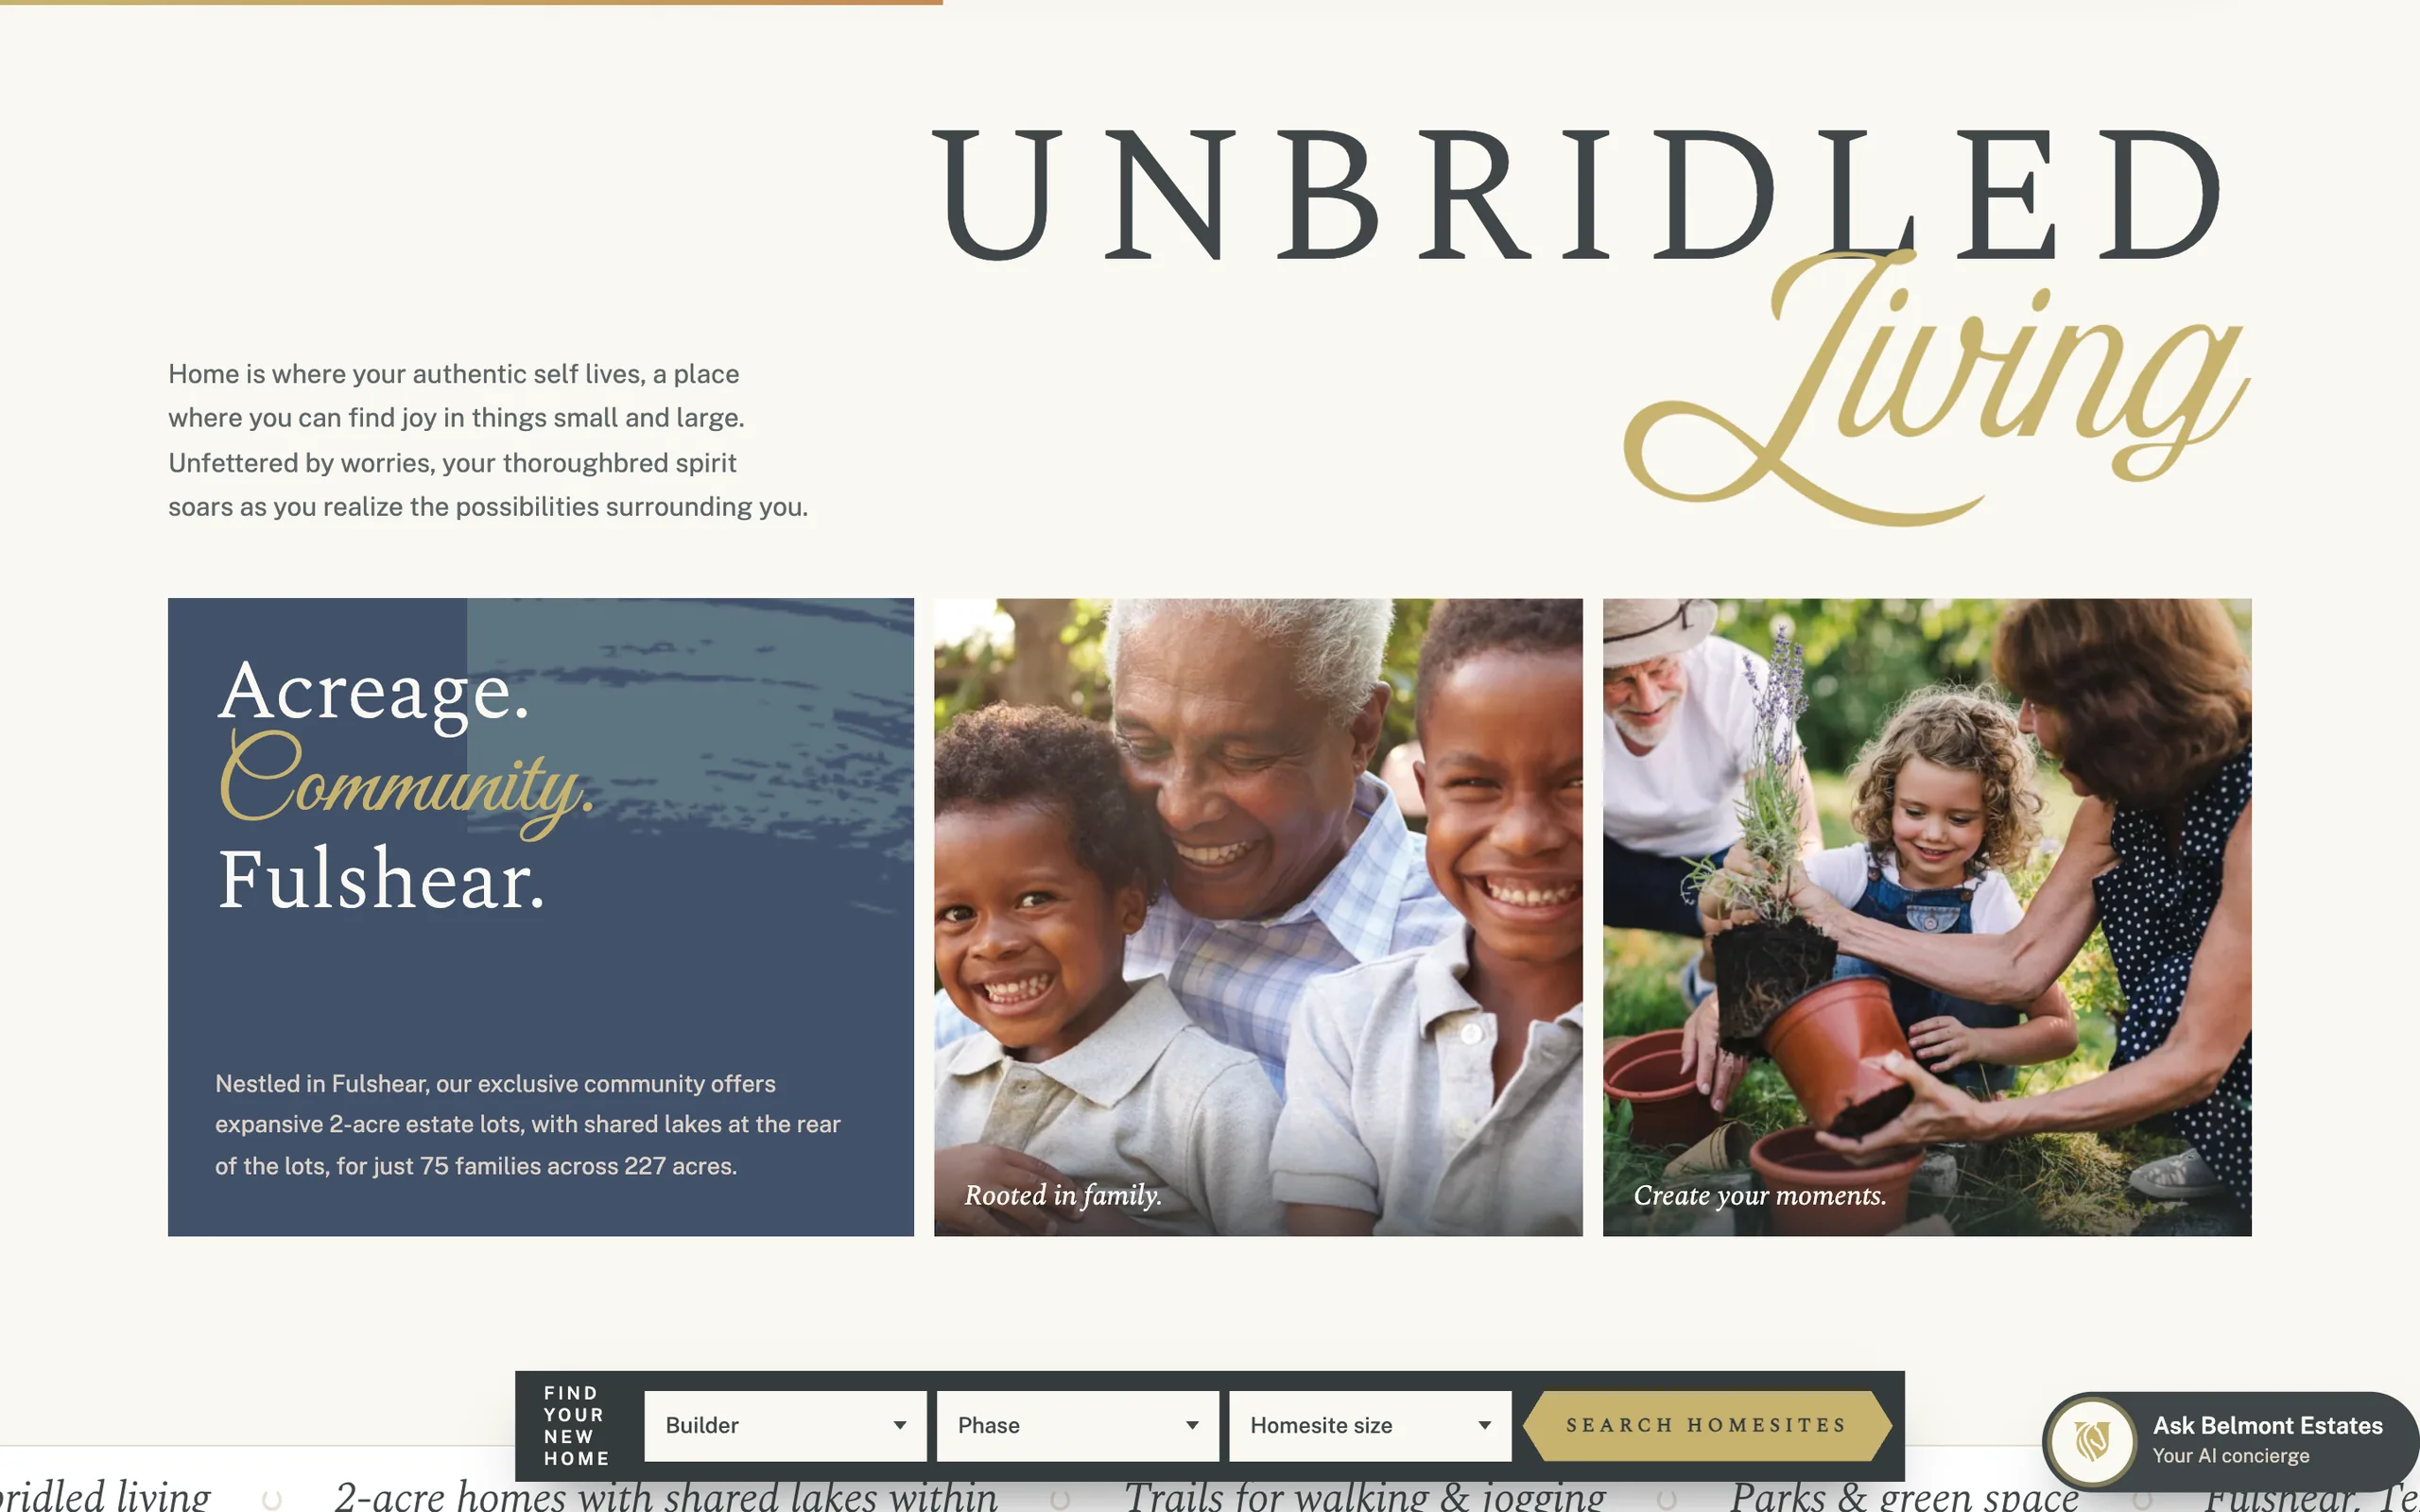 UNBRIDLED
Living
Home is where your authentic self lives, a place
where you can find joy in things small and large.
Unfettered by worries, your thoroughbred spirit
soars as you realize the possibilities surrounding you.
Acreage.
Community.
Fulshear.
Nestled in Fulshear, our exclusive community offers
expansive 2-acre estate lots, with shared lakes at the rear
of the lots, for just 75 families across 227 acres.
Rooted in family.
Create your moments.
FIND
YOUR
NEW
HOME
Builder
Phase
Homesite size
SEARCH HOMESITES
Ask Belmont Estates
Your AI concierge
living 2-acre homes with shared lakes within Trails for walking & jogging Parks & green space Fulshear,